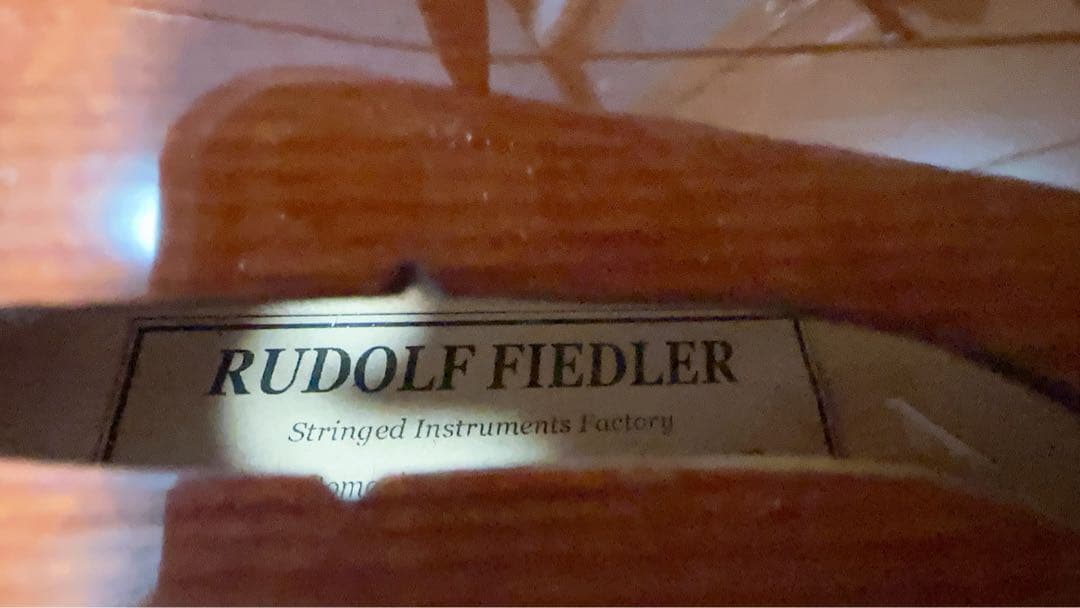 RUDOLF FIEDLER
Stringed Instruments Factory